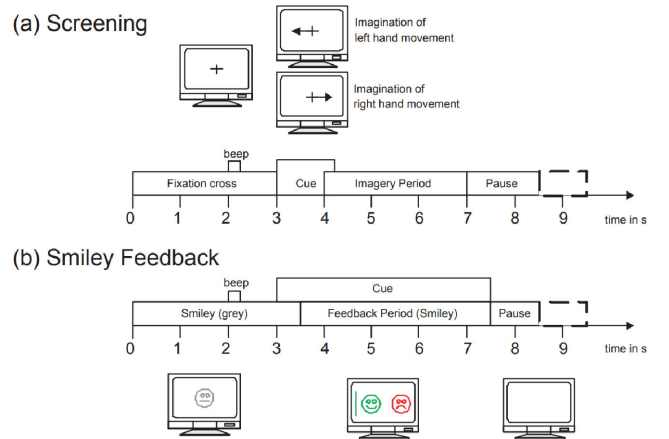 (a) Screening
Imagination of
left hand movement
Imagination of
right hand movement
beep
Fixation cross Cue Imagery Period Pause
0 1 2 3 4 5 6 7 8 9 time in s
(b) Smiley Feedback
beep
Cue
Smiley (grey) Feedback Period (Smiley) Pause
0 1 2 3 4 5 6 7 8 9 time in s